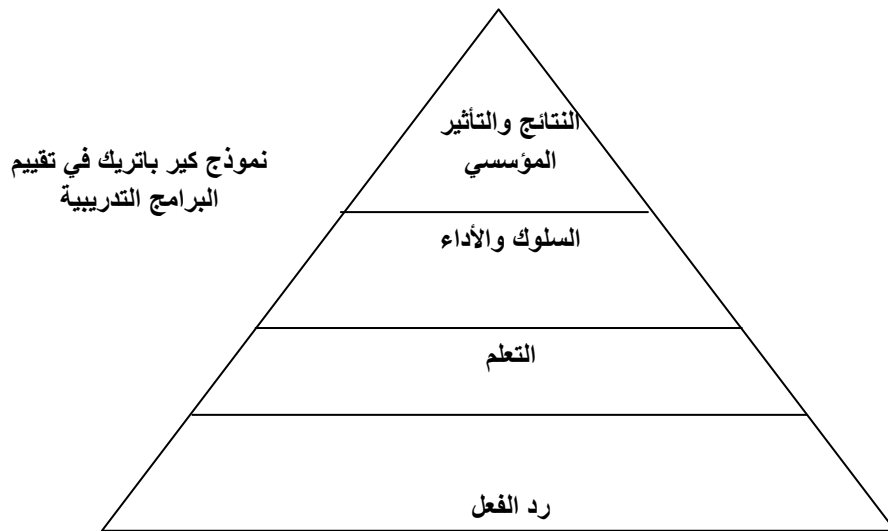 نموذج كير باتريك في تقييم
البرامج التدريبية
النتائج والتأثير
المؤسسي
السلوك والأداء
التعلم
رد الفعل